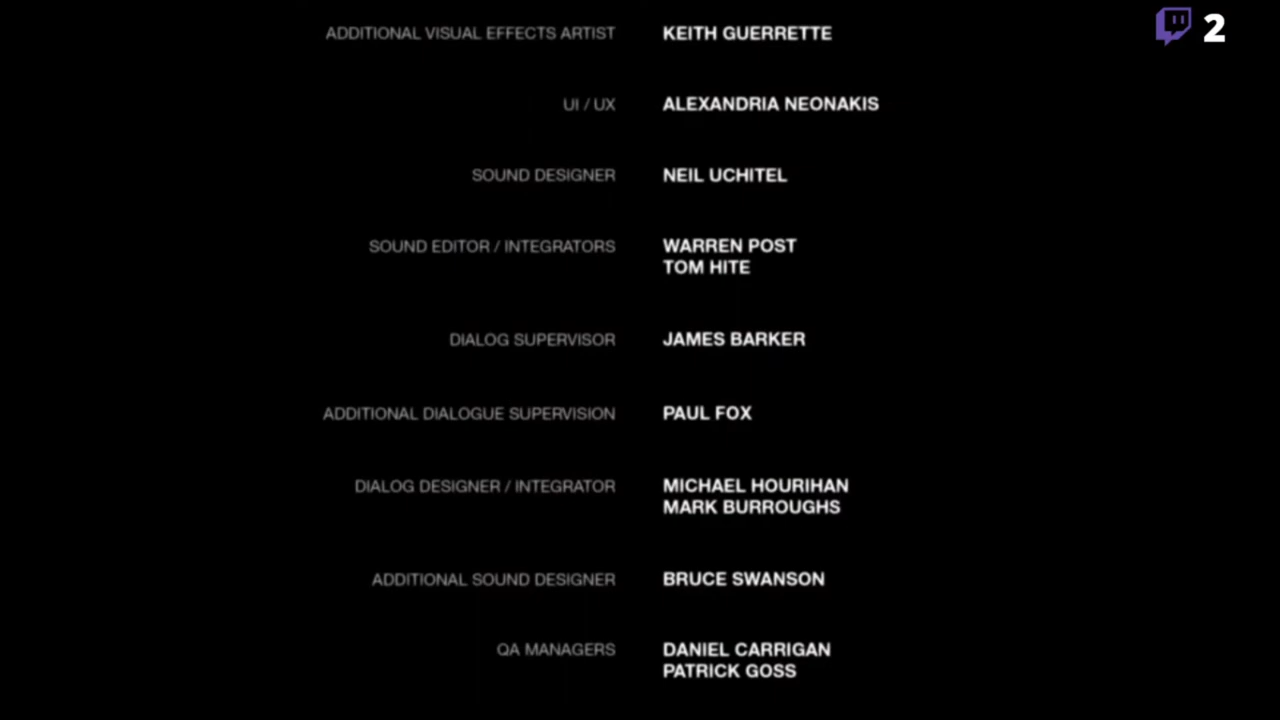 ADDITIONAL VISUAL EFFECTS ARTIST KEITH GUERRETTE
2
UI / UX ALEXANDRIA NEONAKIS
SOUND DESIGNER NEIL UCHITEL
SOUND EDITOR / INTEGRATORS WARREN POST
TOM HITE
DIALOG SUPERVISOR JAMES BARKER
ADDITIONAL DIALOGUE SUPERVISION PAUL FOX
DIALOG DESIGNER / INTEGRATOR MICHAEL HOURIHAN
MARK BURROUGHS
ADDITIONAL SOUND DESIGNER BRUCE SWANSON
QA MANAGERS DANIEL CARRIGAN
PATRICK GOSS